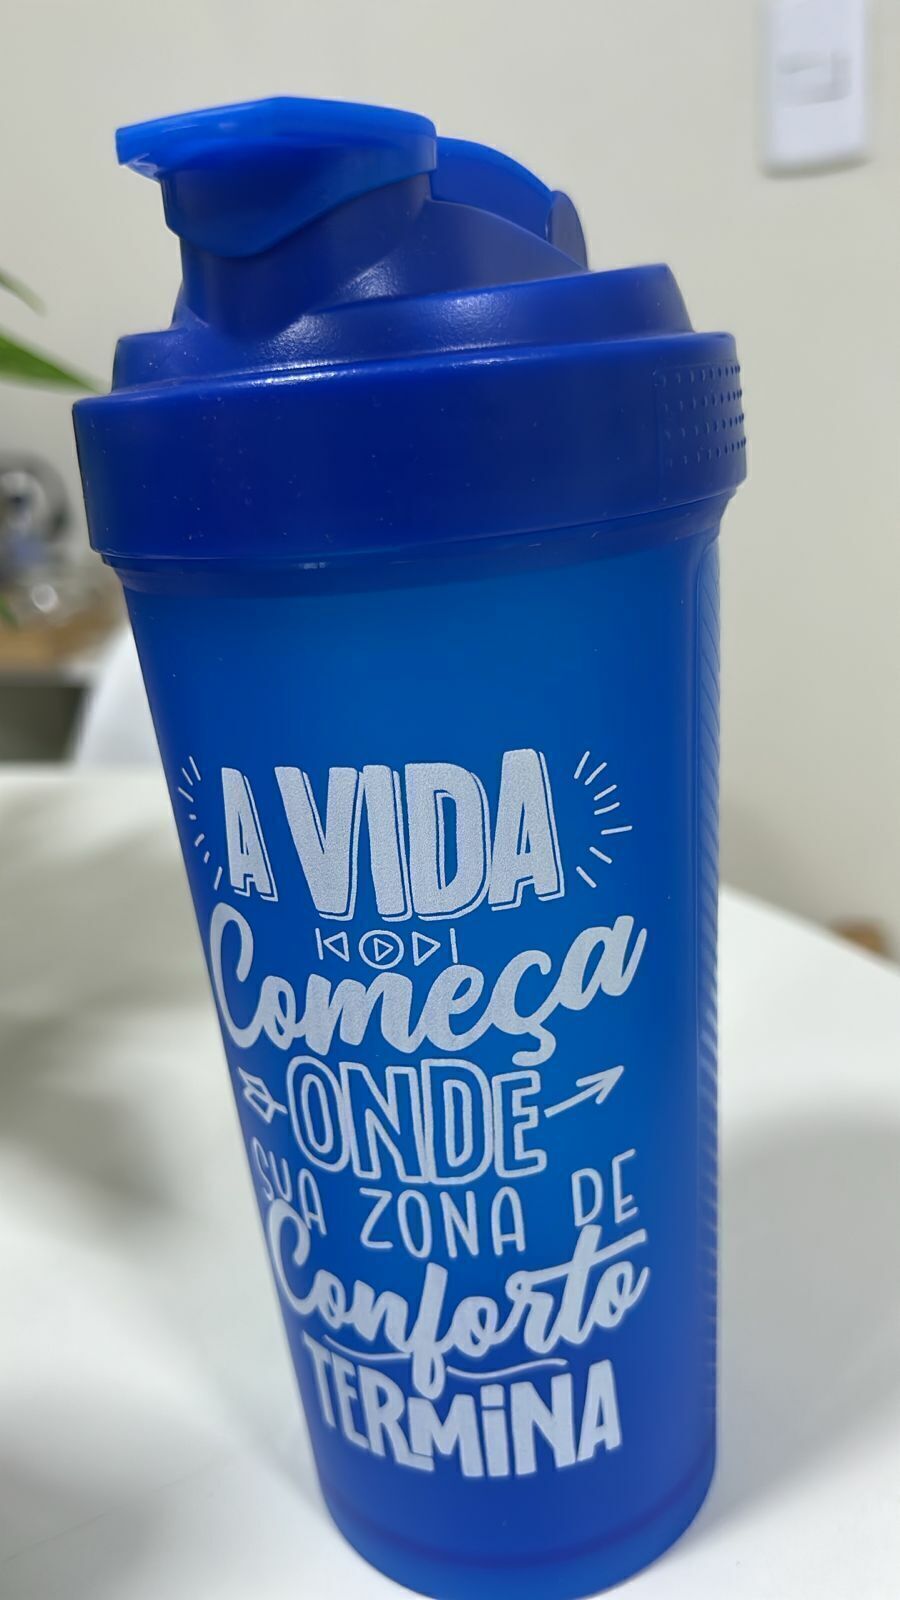 A VIDA
Começa
ONDE
SUA ZONA DE
Conforto
TERMiNA